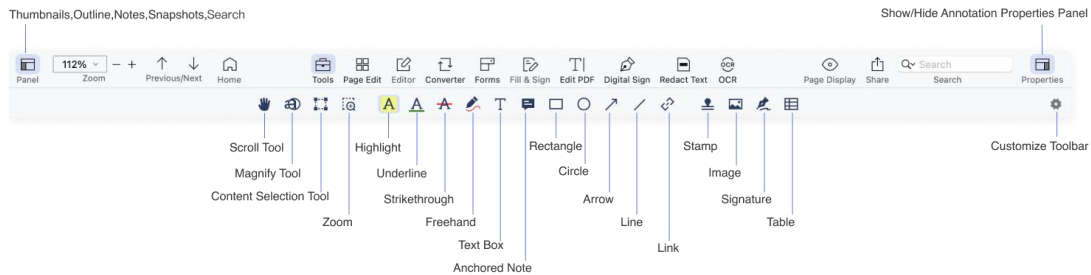 Thumbnails,Outline,Notes,Snapshots,Search
Show/Hide Annotation Properties Panel
112%
Search
OCR
Panel
Zoom
Previous/Next
Home
Tools
Page Edit
Editor
Converter
Forms
Fill & Sign
Edit PDF
Digital Sign
Redact Text
OCR
Page Display
Share
Search
Properties
A
A
A
T
Scroll Tool
Highlight
Rectangle
Stamp
Customize Toolbar
Magnify Tool
Underline
Circle
Image
Content Selection Tool
Strikethrough
Arrow
Signature
Zoom
Freehand
Line
Table
Text Box
Link
Anchored Note